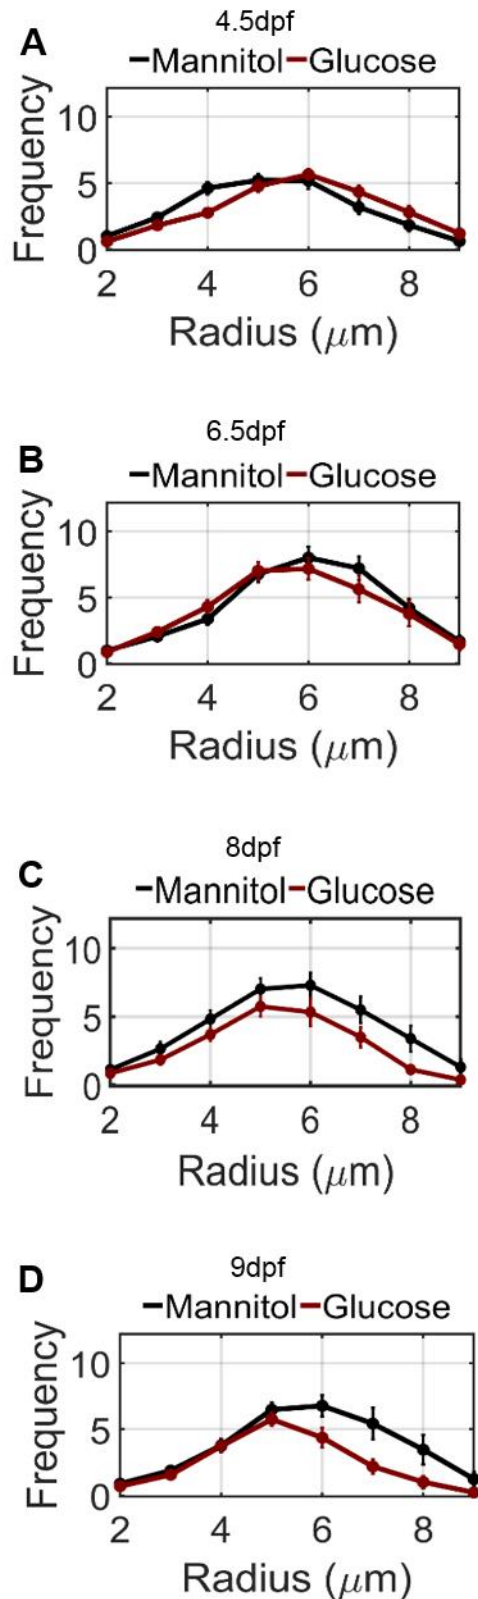 A
4.5dpf
Mannitol Glucose
Frequency
10
5
0
2 4 6 8
Radius (μm)
B
6.5dpf
Mannitol Glucose
Frequency
10
5
0
2 4 6 8
Radius (μm)
C
8dpf
Mannitol Glucose
Frequency
10
5
0
2 4 6 8
Radius (μm)
D
9dpf
Mannitol Glucose
Frequency
10
5
0
2 4 6 8
Radius (μm)